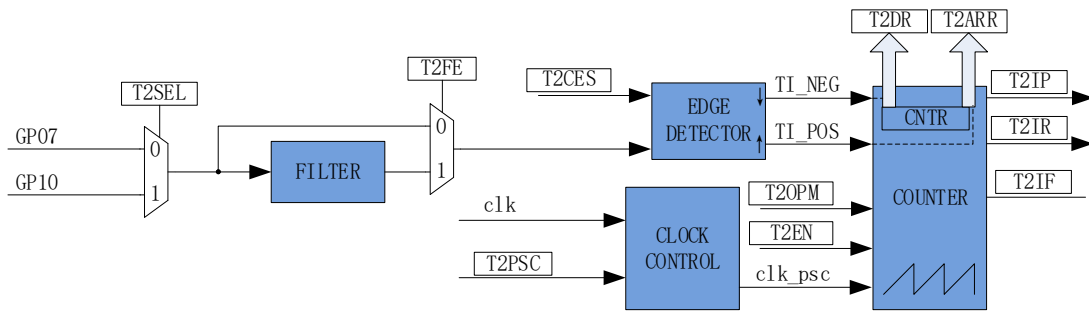 T2DR
T2ARR
T2FE
T2SEL
T2CES
EDGE
DETECTOR
TI_NEG
TI_POS
CNTR
T2IP
T2IR
T2IF
GP07
GP10
0
1
FILTER
0
1
clk
T2PSC
CLOCK
CONTROL
T2OPM
T2EN
clk_psc
COUNTER